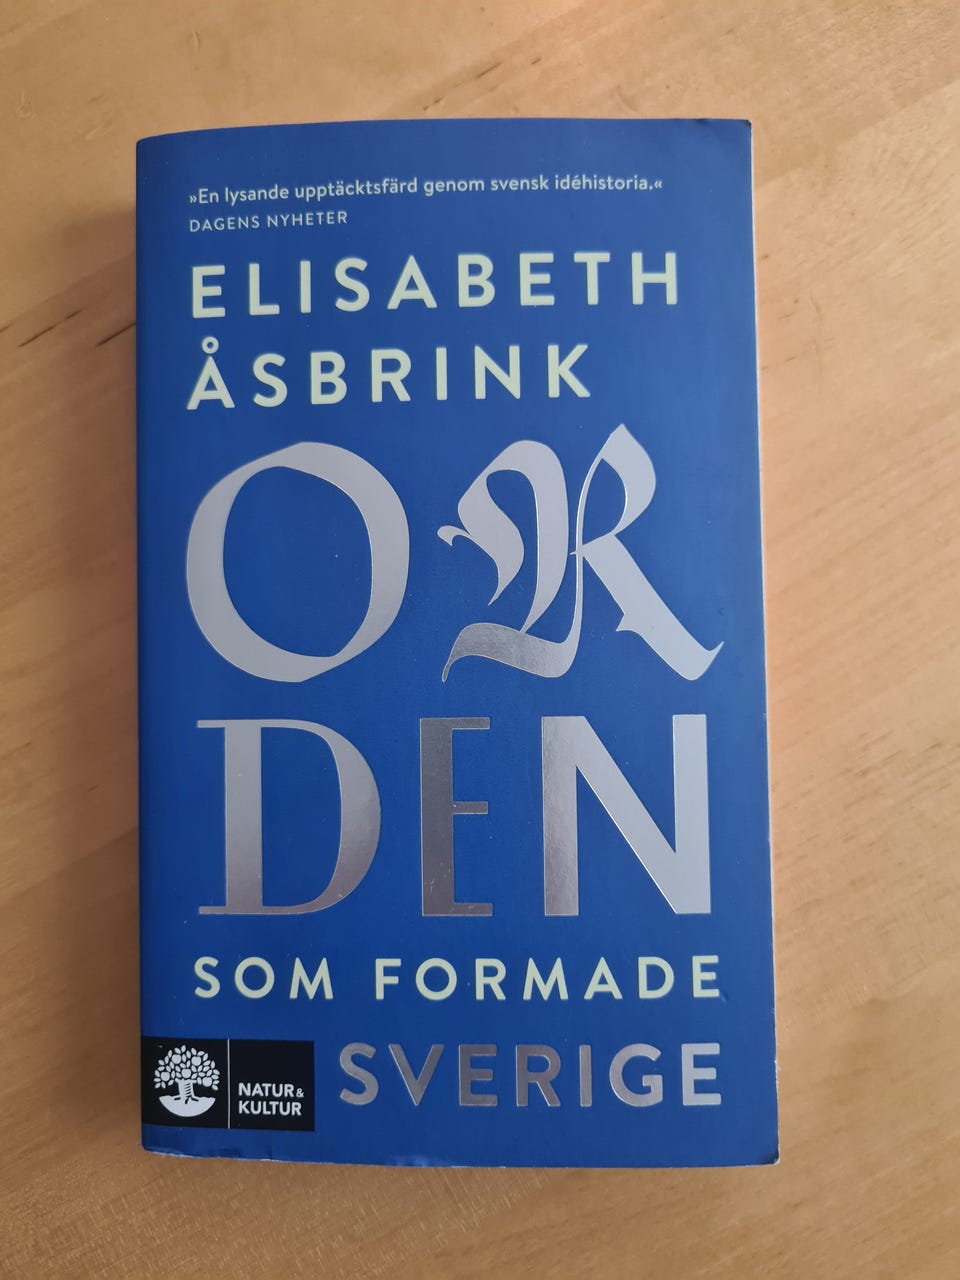 »En lysande upptäcktsfärd genom svensk idéhistoria.«
DAGENS NYHETER
ELISABETH
ÅSBRINK
OR
DEN
SOM FORMADE
SVERIGE
NATUR &
KULTUR